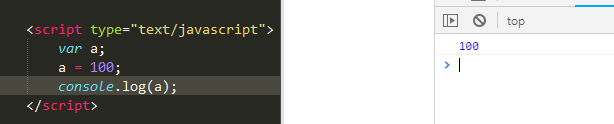 <script type="text/javascript">
var a;
a = 100;
console.log(a);
</script>
top
100
>